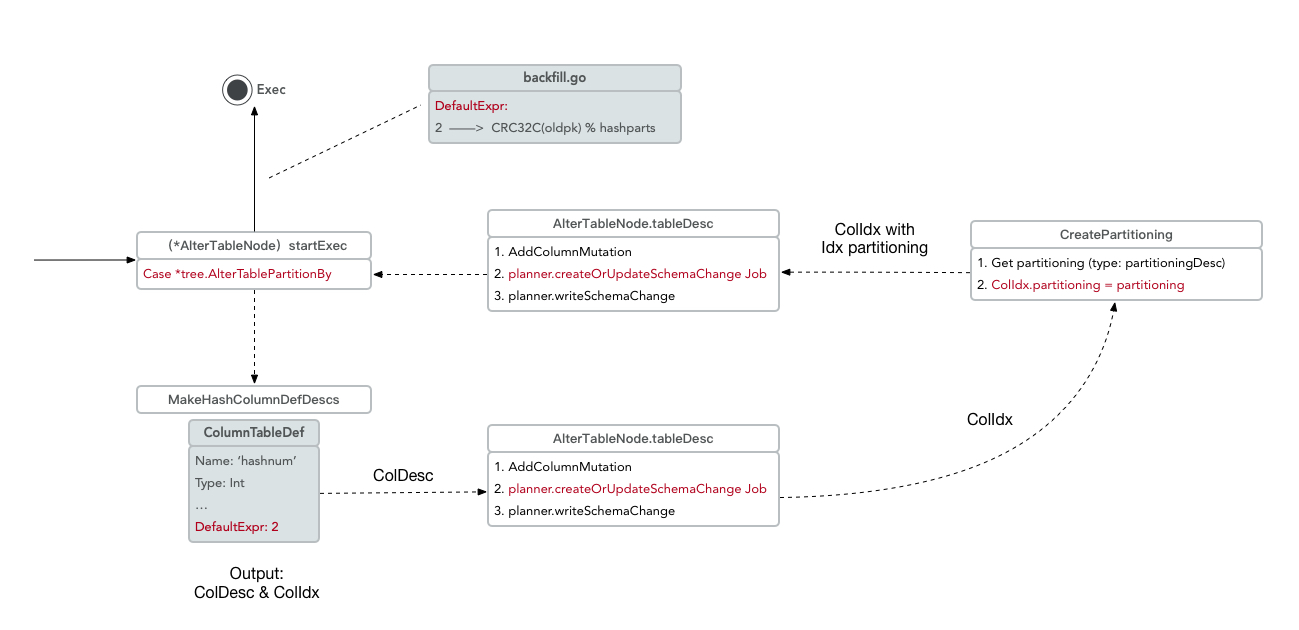 Exec
backfill.go
DefaultExpr:
2 ——> CRC32C(oldpk) % hashparts
(*AlterTableNode) startExec
Case *tree.AlterTablePartitionBy
AlterTableNode.tableDesc
1. AddColumnMutation
2. planner.createOrUpdateSchemaChange Job
3. planner.writeSchemaChange
ColIdx with
Idx partitioning
CreatePartitioning
1. Get partitioning (type: partitioningDesc)
2. ColIdx.partitioning = partitioning
MakeHashColumnDefDescs
ColumnTableDef
Name: ‘hashnum’
Type: Int
...
DefaultExpr: 2
ColDesc
AlterTableNode.tableDesc
1. AddColumnMutation
2. planner.createOrUpdateSchemaChange Job
3. planner.writeSchemaChange
ColIdx
Output:
ColDesc & ColIdx